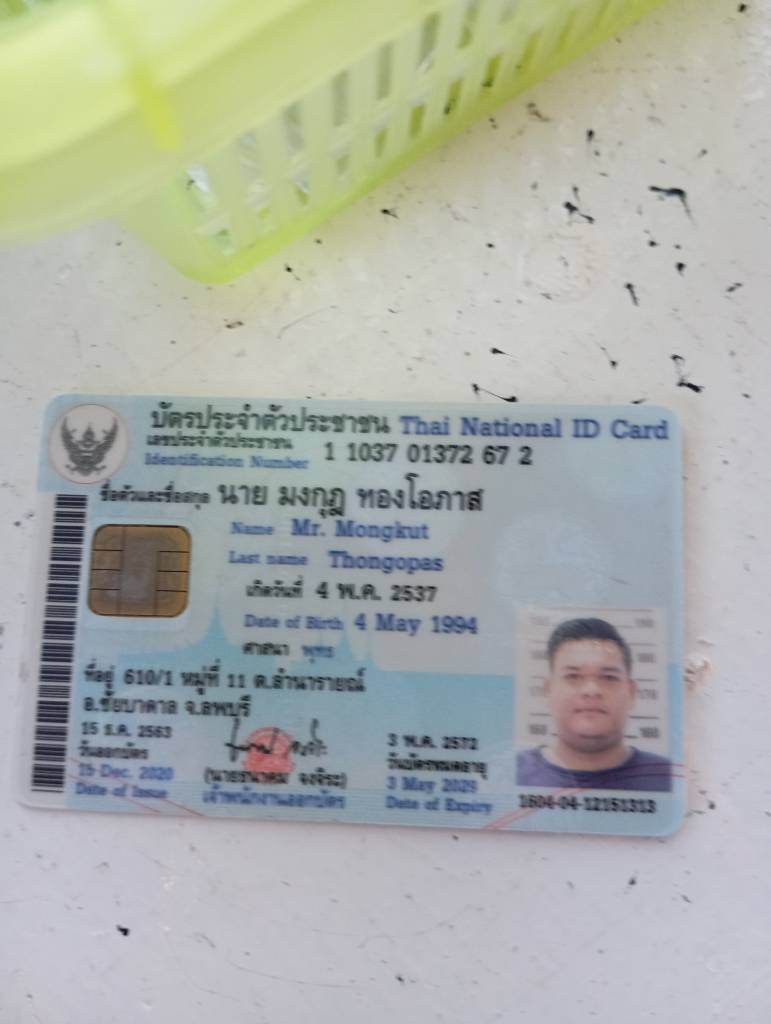 บัตรประจำตัวประชาชน Thai National ID Card
เลขประจำตัวประชาชน
Identification Number 1 1037 01372 67 2
ชื่อตัวและชื่อสกุล นาย มงกุฎ ทองโอภาส
Name Mr. Mongkut
Last name Thongopas
เกิดวันที่ 4 พ.ค. 2537
Date of Birth 4 May 1994
ศาสนา พุทธ
ที่อยู่ 610/1 หมู่ที่ 11 ต.ลำนารายณ์
อ.ชัยบาดาล จ.ลพบุรี
15 ธ.ค. 2563
วันออกบัตร
15 Dec. 2020
Date of Issue
(นายธนาคม จงจิระ)
เจ้าพนักงานออกบัตร
3 พ.ค. 2572
วันบัตรหมดอายุ
3 May 2029
Date of Expiry
1604-04-12151313